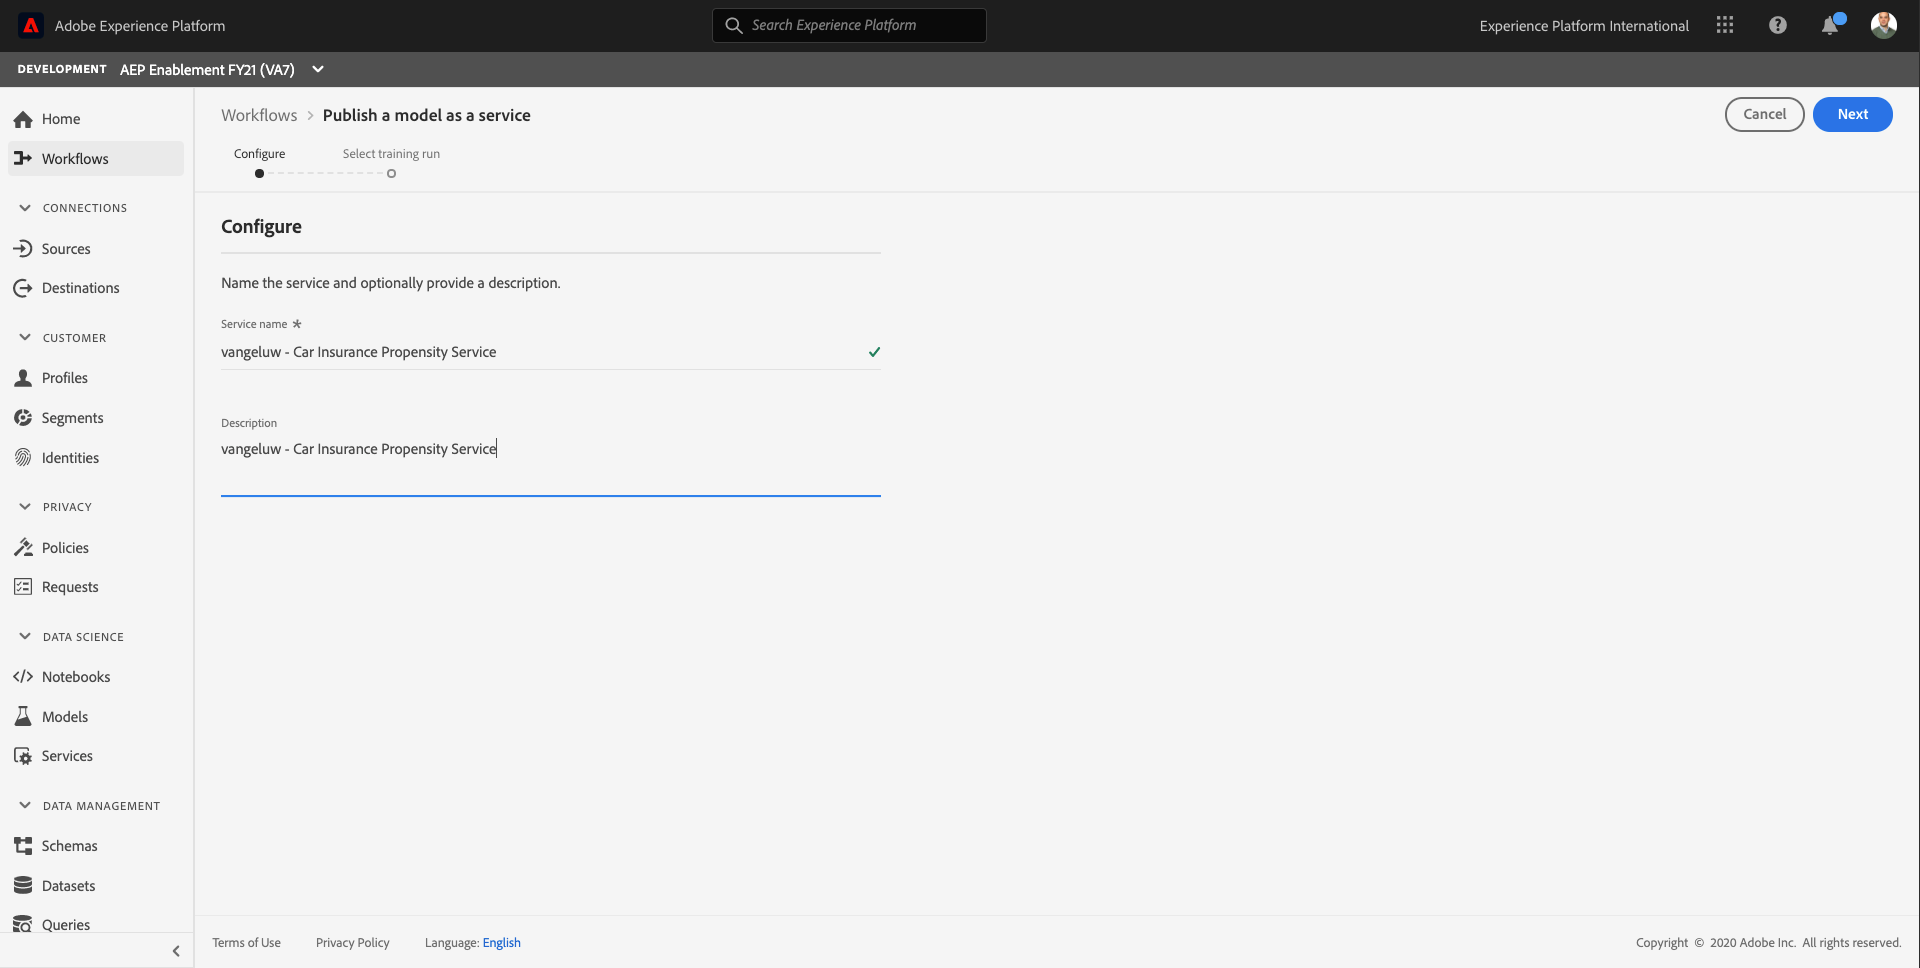 Adobe Experience Platform
Search Experience Platform
Experience Platform International
DEVELOPMENT AEP Enablement FY21 (VA7)
Home
Workflows
CONNECTIONS
Sources
Destinations
CUSTOMER
Profiles
Segments
Identities
PRIVACY
Policies
Requests
DATA SCIENCE
Notebooks
Models
Services
DATA MANAGEMENT
Schemas
Datasets
Queries
Workflows > Publish a model as a service
Cancel
Next
Configure
Select training run
Configure
Name the service and optionally provide a description.
Service name *
vangeluw - Car Insurance Propensity Service
Description
vangeluw - Car Insurance Propensity Service
Terms of Use
Privacy Policy
Language: English
Copyright © 2020 Adobe Inc. All rights reserved.